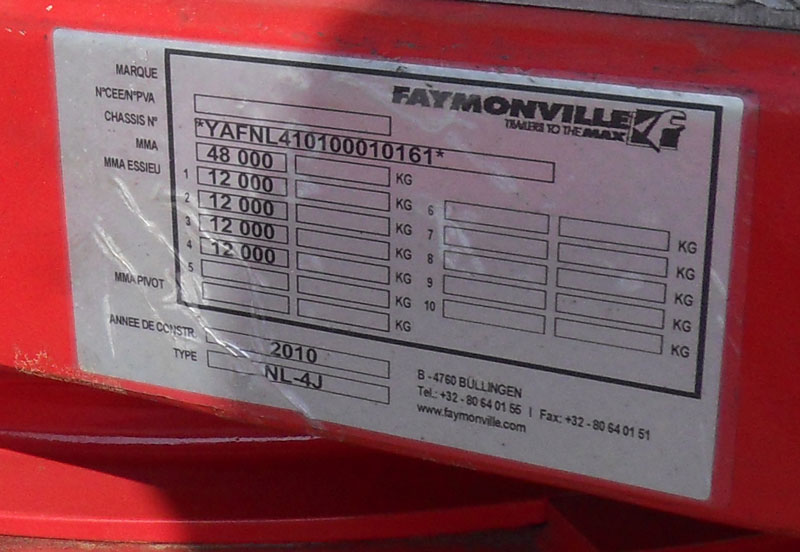 MARQUE
FAYMONVILLE
TRAILERS TO THE MAX
N°CEE/N°PVA
CHASSIS N° *YAFNL410100010161*
MMA 48 000 KG
MMA ESSIEU 1 12 000 KG 6 KG
2 12 000 KG 7 KG
3 12 000 KG 8 KG
4 12 000 KG 9 KG
5 KG 10 KG
MMA PIVOT KG
ANNEE DE CONSTR. 2010
TYPE NL-4J
B - 4760 BÜLLINGEN
Tel.: +32 - 80 64 01 55 | Fax: +32 - 80 64 01 51
www.faymonville.com